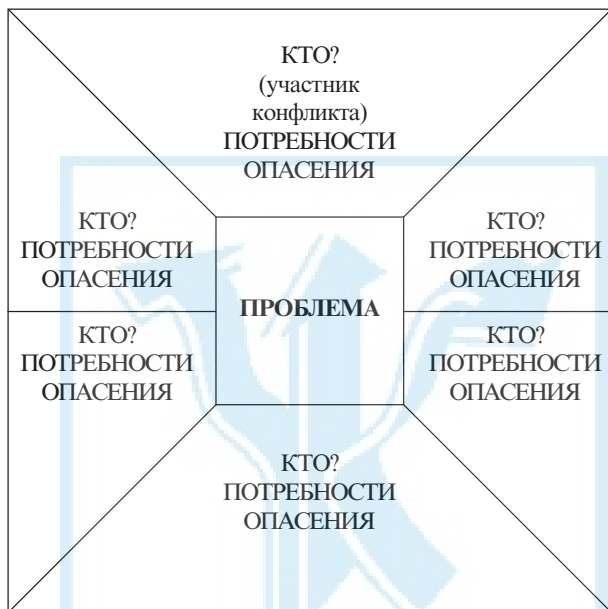 КТО?
(участник
конфликта)
ПОТРЕБНОСТИ
ОПАСЕНИЯ
КТО?
ПОТРЕБНОСТИ
ОПАСЕНИЯ
КТО?
ПОТРЕБНОСТИ
ОПАСЕНИЯ
ПРОБЛЕМА
КТО?
ПОТРЕБНОСТИ
ОПАСЕНИЯ
КТО?
ПОТРЕБНОСТИ
ОПАСЕНИЯ
КТО?
ПОТРЕБНОСТИ
ОПАСЕНИЯ